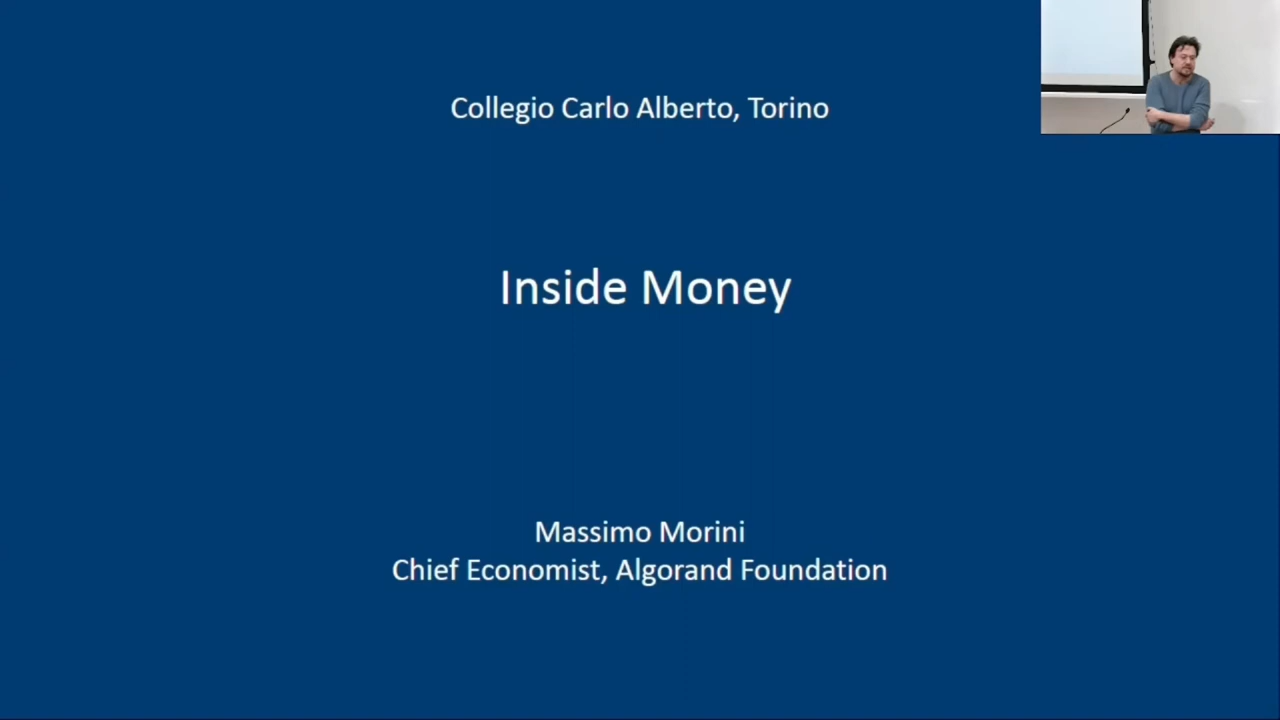 Collegio Carlo Alberto, Torino
Inside Money
Massimo Morini
Chief Economist, Algorand Foundation